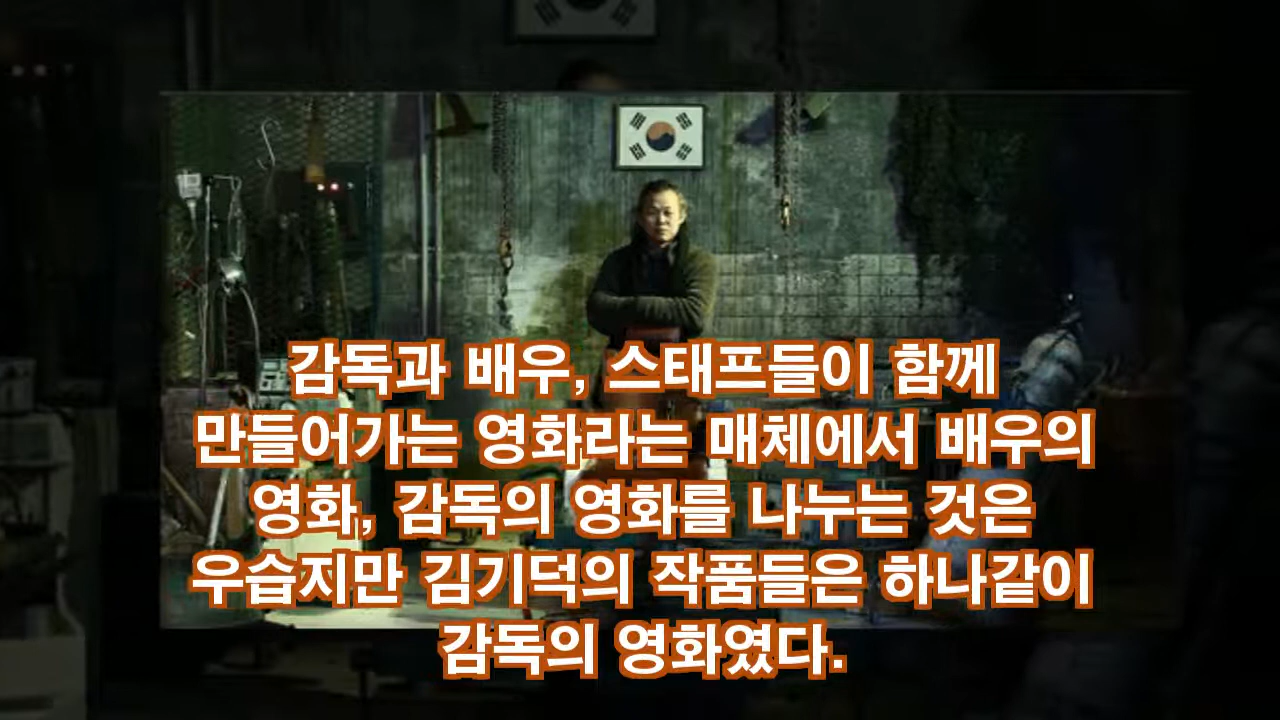 감독과 배우, 스태프들이 함께
만들어가는 영화라는 매체에서 배우의
영화, 감독의 영화를 나누는 것은
우습지만 김기덕의 작품들은 하나같이
감독의 영화였다.